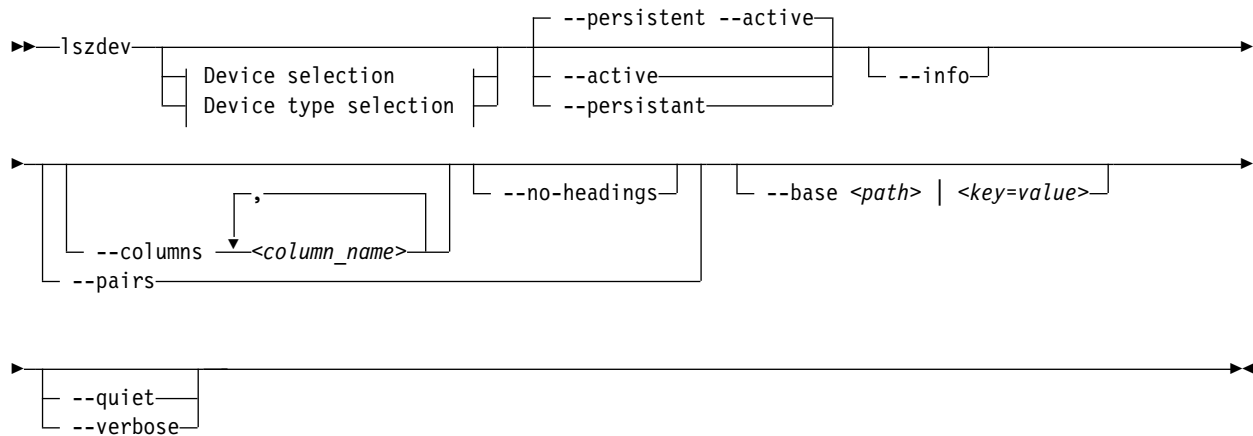 --persistent --active
lszdev
Device selection
--active
--info
Device type selection
--persistant
,
--no-headings
--base <path> | <key=value>
--columns <column_name>
--pairs
--quiet
--verbose